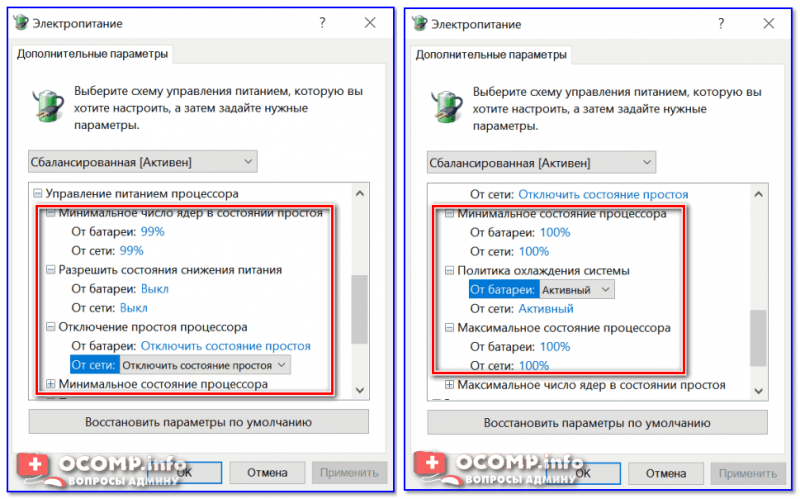 Электропитание
Дополнительные параметры
Выберите схему управления питанием, которую вы
хотите настроить, а затем задайте нужные
параметры.
Сбалансированная [Активен]
Управление питанием процессора
Минимальное число ядер в состоянии простоя
От батареи: 99%
От сети: 99%
Разрешить состояния снижения питания
От батареи: Выкл
От сети: Выкл
Отключение простоя процессора
От батареи: Отключить состояние простоя
От сети: Отключить состояние простоя
Минимальное состояние процессора
Восстановить параметры по умолчанию
OCOMP.info
ВОПРОСЫ АДМИНУ
ОК
Отмена
Применить
Электропитание
Дополнительные параметры
Выберите схему управления питанием, которую вы
хотите настроить, а затем задайте нужные
параметры.
Сбалансированная [Активен]
От сети: Отключить состояние простоя
Минимальное состояние процессора
От батареи: 100%
От сети: 100%
Политика охлаждения системы
От батареи: Активный
От сети: Активный
Максимальное состояние процессора
От батареи: 100%
От сети: 100%
Максимальное число ядер в состоянии простоя
Восстановить параметры по умолчанию
OCOMP.info
ВОПРОСЫ АДМИНУ
ОК
Отмена
Применить